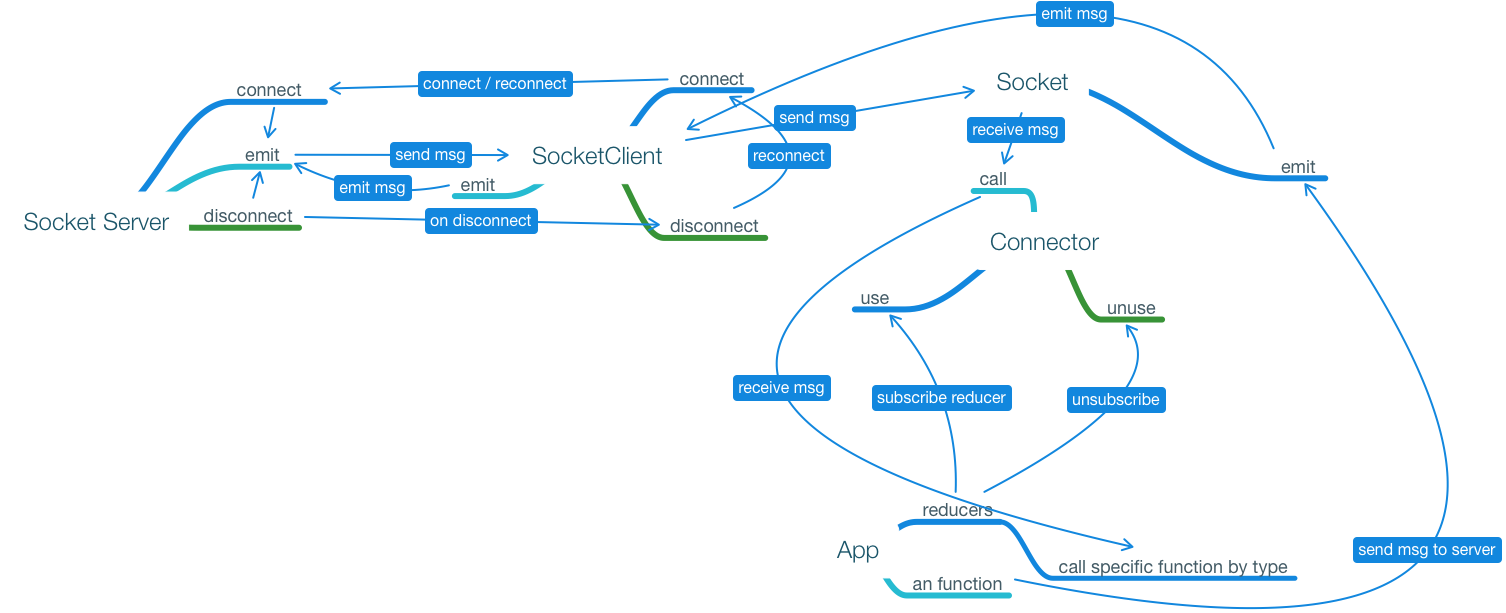 emit msg
connect
connect / reconnect
connect
Socket
send msg
receive msg
emit
send msg
SocketClient
reconnect
emit
call
emit msg
emit
Socket Server
disconnect
on disconnect
disconnect
Connector
use
unuse
receive msg
subscribe reducer
unsubscribe
reducers
App
send msg to server
call specific function by type
an function